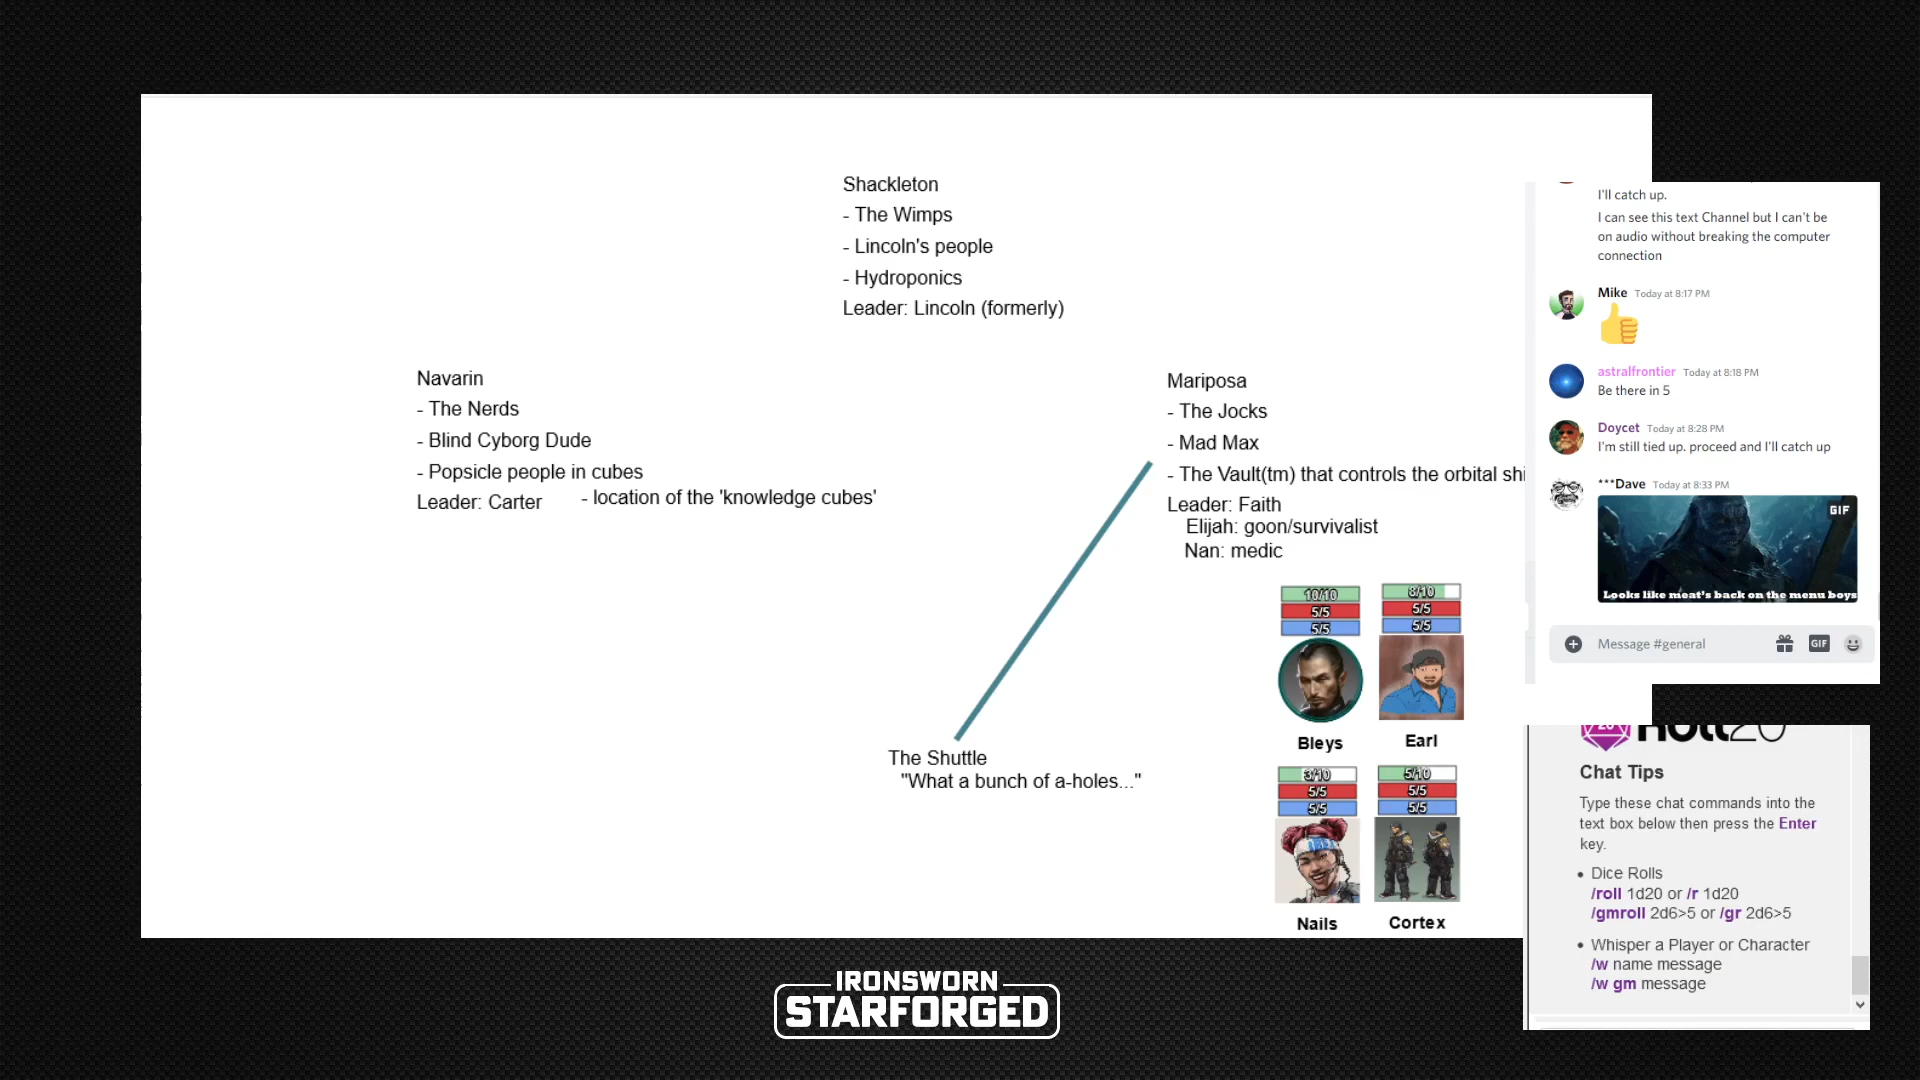 Shackleton
- The Wimps
- Lincoln's people
- Hydroponics
Leader: Lincoln (formerly)
Navarin
- The Nerds
- Blind Cyborg Dude
- Popsicle people in cubes
Leader: Carter
- location of the 'knowledge cubes'
Mariposa
- The Jocks
- Mad Max
- The Vault(tm) that controls the orbital shi
Leader: Faith
Elijah: goon/survivalist
Nan: medic
The Shuttle
"What a bunch of a-holes..."
10/10
5/5
5/5
Bleys
8/10
5/5
5/5
Earl
3/10
5/5
5/5
Nails
5/10
5/5
5/5
Cortex
I'll catch up.
I can see this text Channel but I can't be
on audio without breaking the computer
connection
Mike Today at 8:17 PM
astralfrontier Today at 8:18 PM
Be there in 5
Doycet Today at 8:28 PM
I'm still tied up. proceed and I'll catch up
***Dave Today at 8:33 PM
GIF
Looks like meat's back on the menu boys
Message #general
GIF
Roll20
Chat Tips
Type these chat commands into the
text box below then press the Enter
key.
• Dice Rolls
/roll 1d20 or /r 1d20
/gmroll 2d6>5 or /gr 2d6>5
• Whisper a Player or Character
/w name message
/w gm message
IRONSWORN
STARFORGED